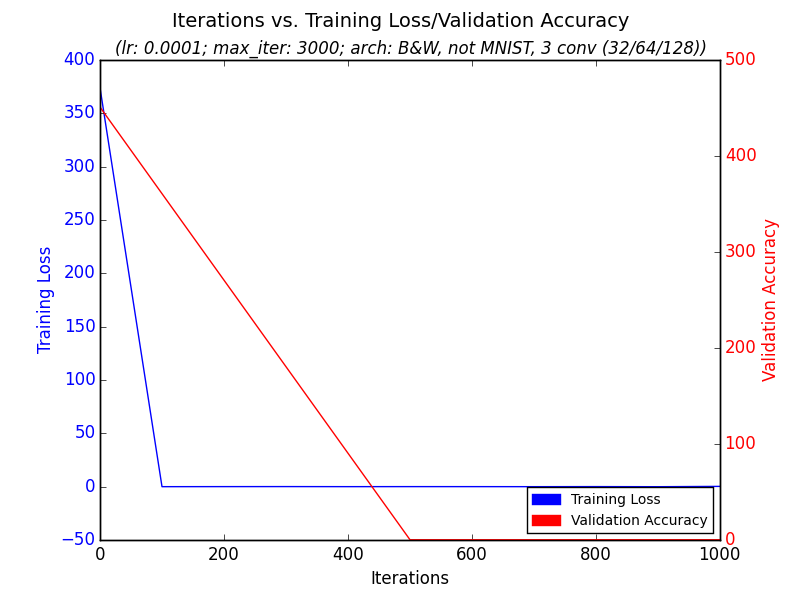 Iterations vs. Training Loss/Validation Accuracy
(lr: 0.0001; max_iter: 3000; arch: B&W, not MNIST, 3 conv (32/64/128))
400
350
300
250
200
150
100
50
0
−50
Training Loss
500
400
300
200
100
0
Validation Accuracy
Training Loss
Validation Accuracy
0 200 400 600 800 1000
Iterations